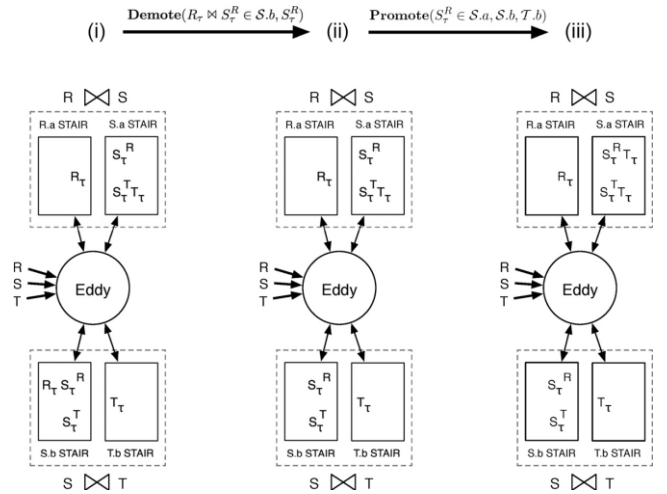 (i) Demote(R_τ ⋈ S_τ^R ∈ 𝒮.b, S_τ^R) (ii) Promote(S_τ^R ∈ 𝒮.a, 𝒮.b, 𝒯.b) (iii)
R ⋈ S R ⋈ S R ⋈ S
R.a STAIR S.a STAIR R.a STAIR S.a STAIR R.a STAIR S.a STAIR
S_τ^R S_τ^R S_τ^R T_τ
R_τ R_τ R_τ
S_τ^T T_τ S_τ^T T_τ S_τ^T T_τ
R R R
S Eddy S Eddy S Eddy
T T T
R_τ S_τ^R S_τ^R S_τ^R
T_τ T_τ T_τ
S_τ^T S_τ^T S_τ^T
S.b STAIR T.b STAIR S.b STAIR T.b STAIR S.b STAIR T.b STAIR
S ⋈ T S ⋈ T S ⋈ T